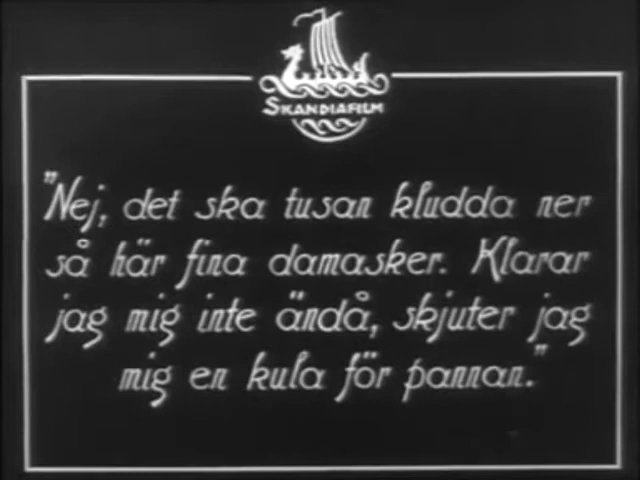 SKANDIAFILM
"Nej, det ska tusan kludda ner
så här fina damasker. Klarar
jag mig inte ändå, skjuter jag
mig en kula för pannan."